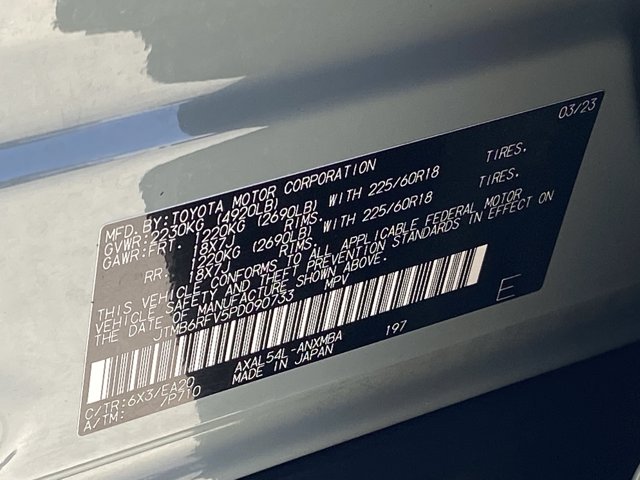 03/23
MFD.BY:TOYOTA MOTOR CORPORATION
GVWR:2230KG (4920LB)
GAWR:FRT. 1220KG (2690LB) WITH 225/60R18 TIRES.
18X7J RIMS.
RR. 1220KG (2690LB) WITH 225/60R18 TIRES.
18X7J RIMS.
THIS VEHICLE CONFORMS TO ALL APPLICABLE FEDERAL MOTOR
VEHICLE SAFETY AND THEFT PREVENTION STANDARDS IN EFFECT ON
THE DATE OF MANUFACTURE SHOWN ABOVE.
JTMB6RFV5PD090733 MPV
E
AXAL54L-ANXMBA 197
C/TR:6X3/EA20 MADE IN JAPAN
A/TM: /P710